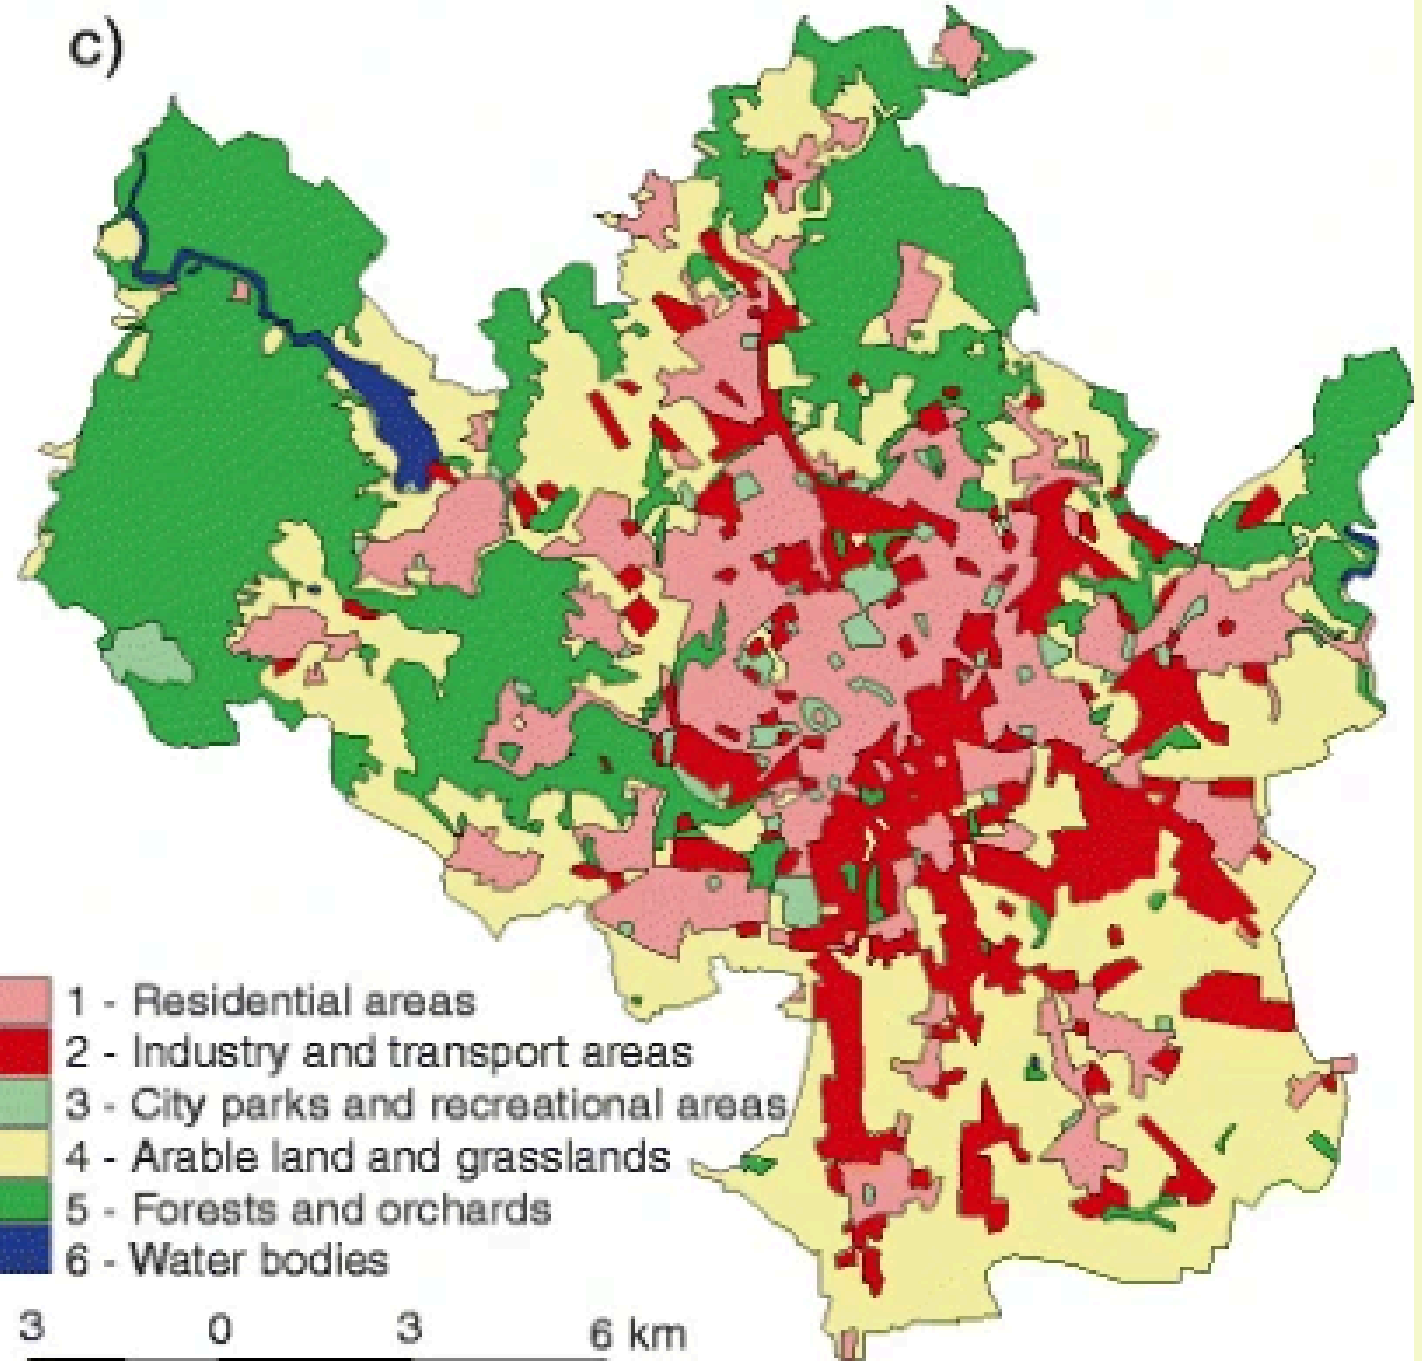 c)
1 - Residential areas
2 - Industry and transport areas
3 - City parks and recreational areas
4 - Arable land and grasslands
5 - Forests and orchards
6 - Water bodies
3 0 3 6 km